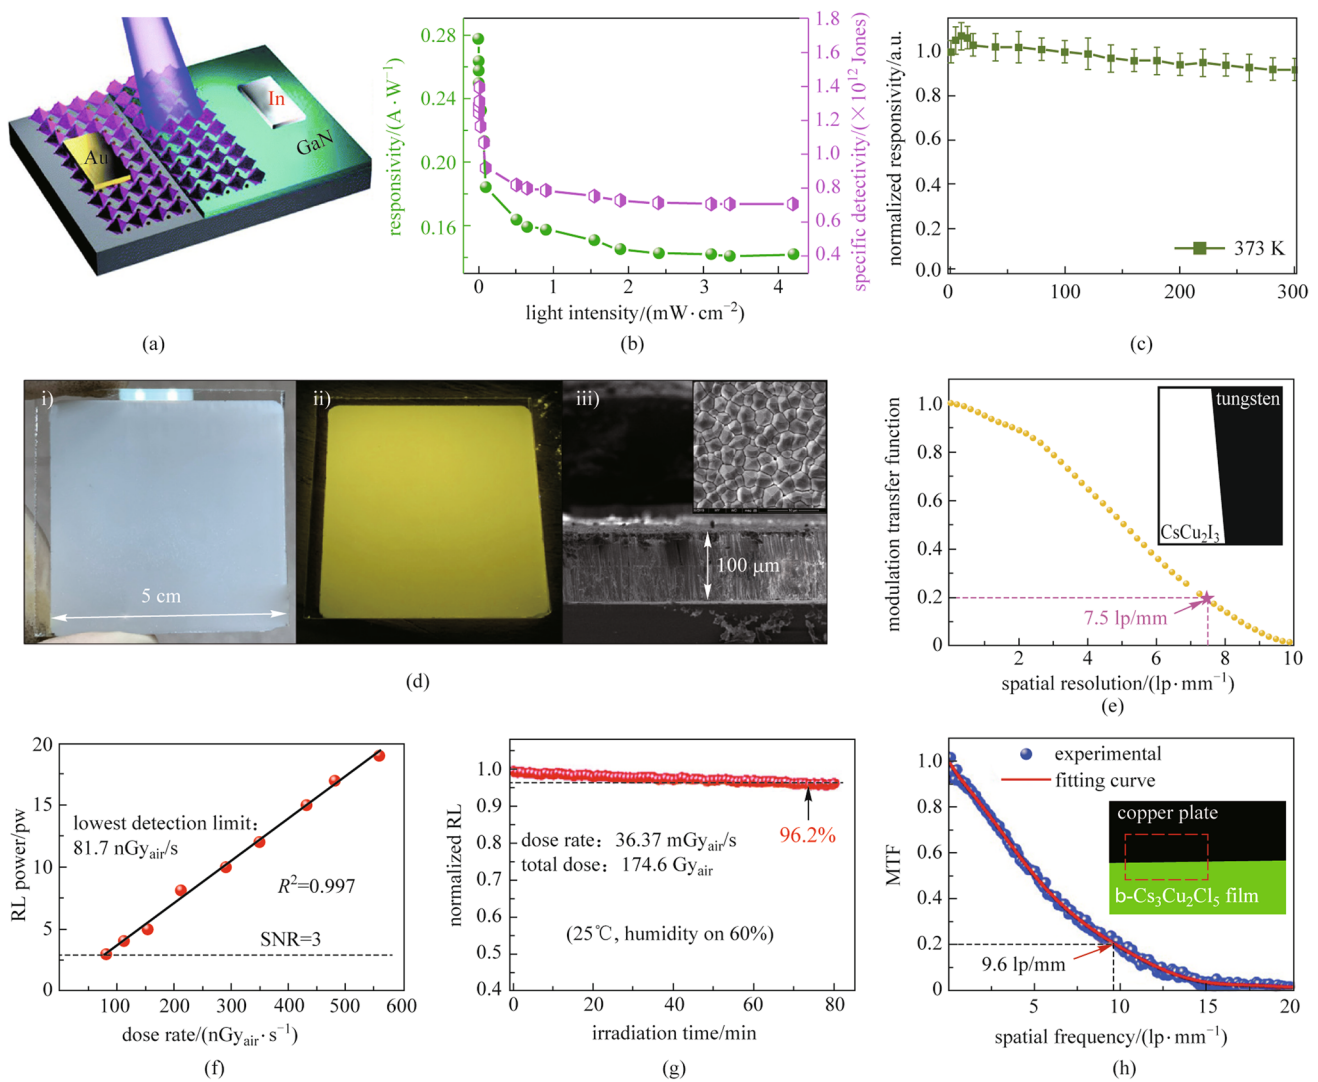 Au
In
GaN
(a)
responsivity/(A·W⁻¹)
0.28
0.24
0.20
0.16
1.8
1.6
1.4
1.2
1.0
0.8
0.6
0.4
specific detectivity/(×10¹² Jones)
0 1 2 3 4
light intensity/(mW·cm⁻²)
(b)
normalized responsivity/a.u.
1.0
0.8
0.6
0.4
0.2
0.0
373 K
0 100 200 300
(c)
i)
5 cm
ii)
iii)
100 μm
(d)
modulation transfer function
1.0
0.8
0.6
0.4
0.2
0
tungsten
CsCu₂I₃
7.5 lp/mm
2 4 6 8 10
spatial resolution/(lp·mm⁻¹)
(e)
RL power/pw
20
15
10
5
0
lowest detection limit:
81.7 nGyₐᵢᵣ/s
R²=0.997
SNR=3
100 200 300 400 500 600
dose rate/(nGyₐᵢᵣ·s⁻¹)
(f)
normalized RL
1.0
0.9
0.8
0.7
0.6
0.5
0.4
96.2%
dose rate: 36.37 mGyₐᵢᵣ/s
total dose: 174.6 Gyₐᵢᵣ
(25℃, humidity on 60%)
0 20 40 60 80
irradiation time/min
(g)
MTF
1.0
0.8
0.6
0.4
0.2
0
experimental
fitting curve
copper plate
b-Cs₃Cu₂Cl₅ film
9.6 lp/mm
5 10 15 20
spatial frequency/(lp·mm⁻¹)
(h)